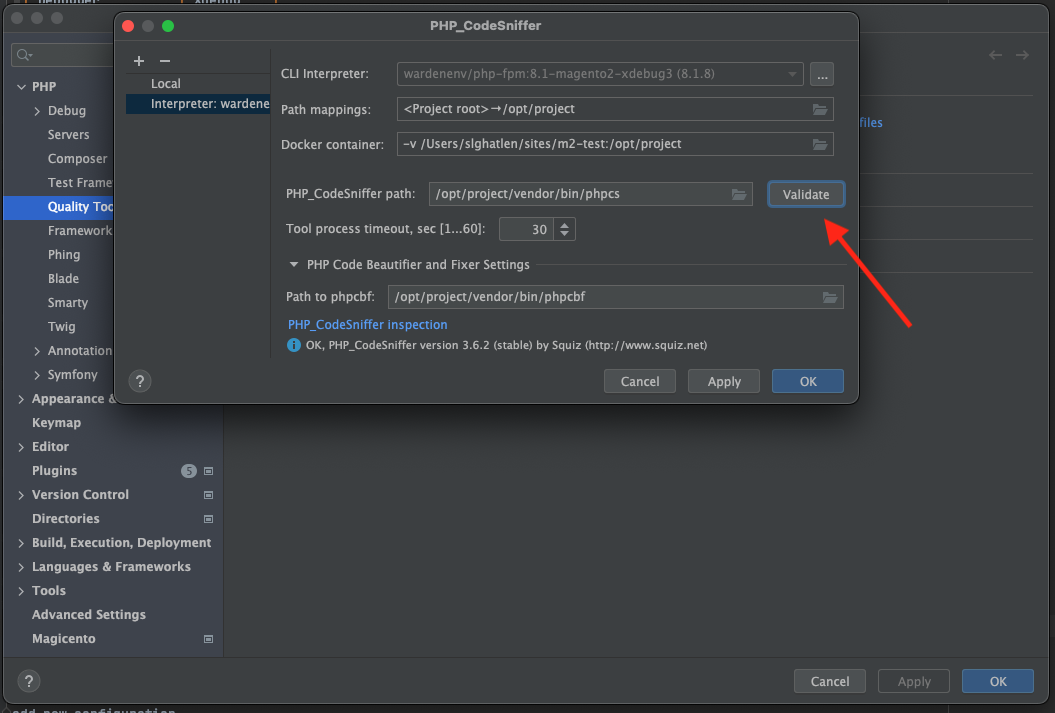 PHP_CodeSniffer
Local
Interpreter: wardene
CLI Interpreter:
wardenenv/php-fpm:8.1-magento2-xdebug3 (8.1.8)
...
Path mappings:
<Project root>→/opt/project
Docker container:
-v /Users/slghatlen/sites/m2-test:/opt/project
PHP_CodeSniffer path:
/opt/project/vendor/bin/phpcs
Validate
Tool process timeout, sec [1...60]:
30
PHP Code Beautifier and Fixer Settings
Path to phpcbf:
/opt/project/vendor/bin/phpcbf
PHP_CodeSniffer inspection
OK, PHP_CodeSniffer version 3.6.2 (stable) by Squiz (http://www.squiz.net)
?
Cancel
Apply
OK
files
PHP
Debug
Servers
Composer
Test Frame
Quality Too
Framework
Phing
Blade
Smarty
Twig
Annotation
Symfony
Appearance &
Keymap
Editor
Plugins
5
Version Control
Directories
Build, Execution, Deployment
Languages & Frameworks
Tools
Advanced Settings
Magicento
?
Cancel
Apply
OK